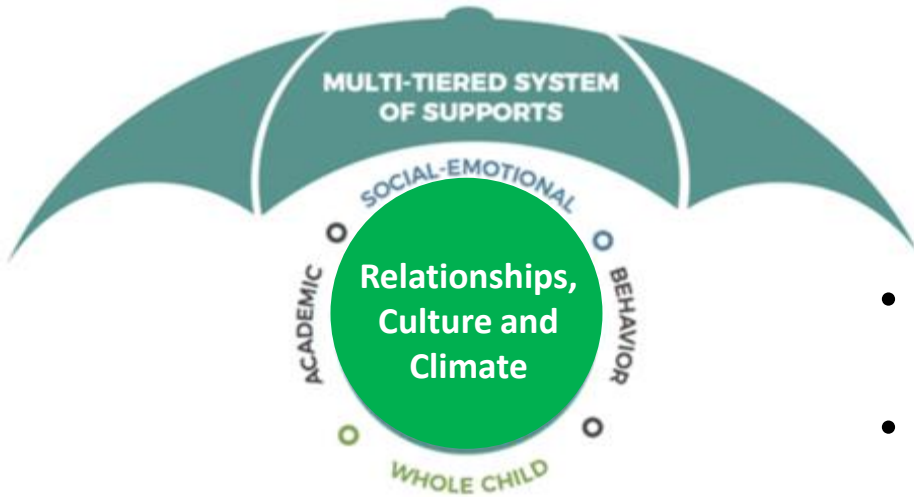 MULTI-TIERED SYSTEM
OF SUPPORTS
SOCIAL-EMOTIONAL
ACADEMIC
Relationships,
Culture and
Climate
BEHAVIOR
WHOLE CHILD